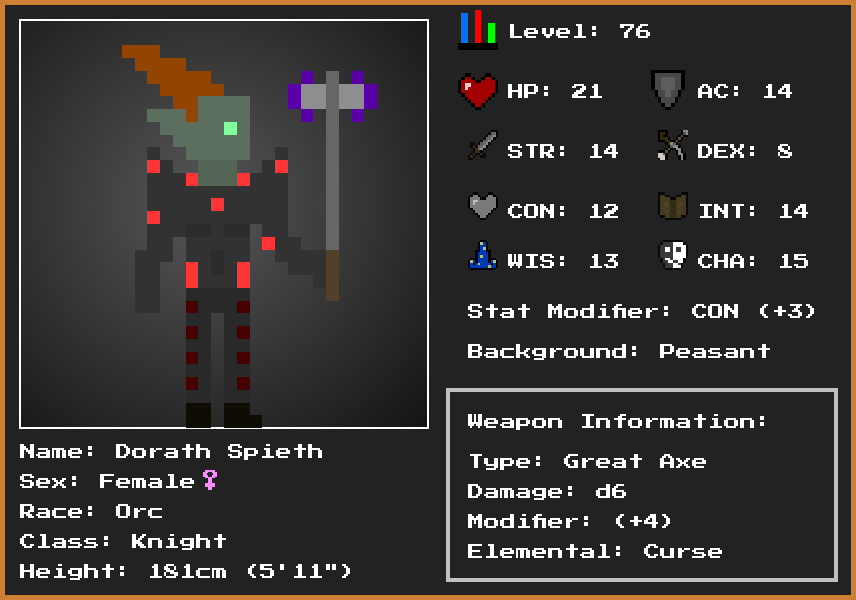 Level: 76
HP: 21 AC: 14
STR: 14 DEX: 8
CON: 12 INT: 14
WIS: 13 CHA: 15
Stat Modifier: CON (+3)
Background: Peasant
Weapon Information:
Type: Great Axe
Damage: d6
Modifier: (+4)
Elemental: Curse
Name: Dorath Spieth
Sex: Female♀
Race: Orc
Class: Knight
Height: 181cm (5'11")